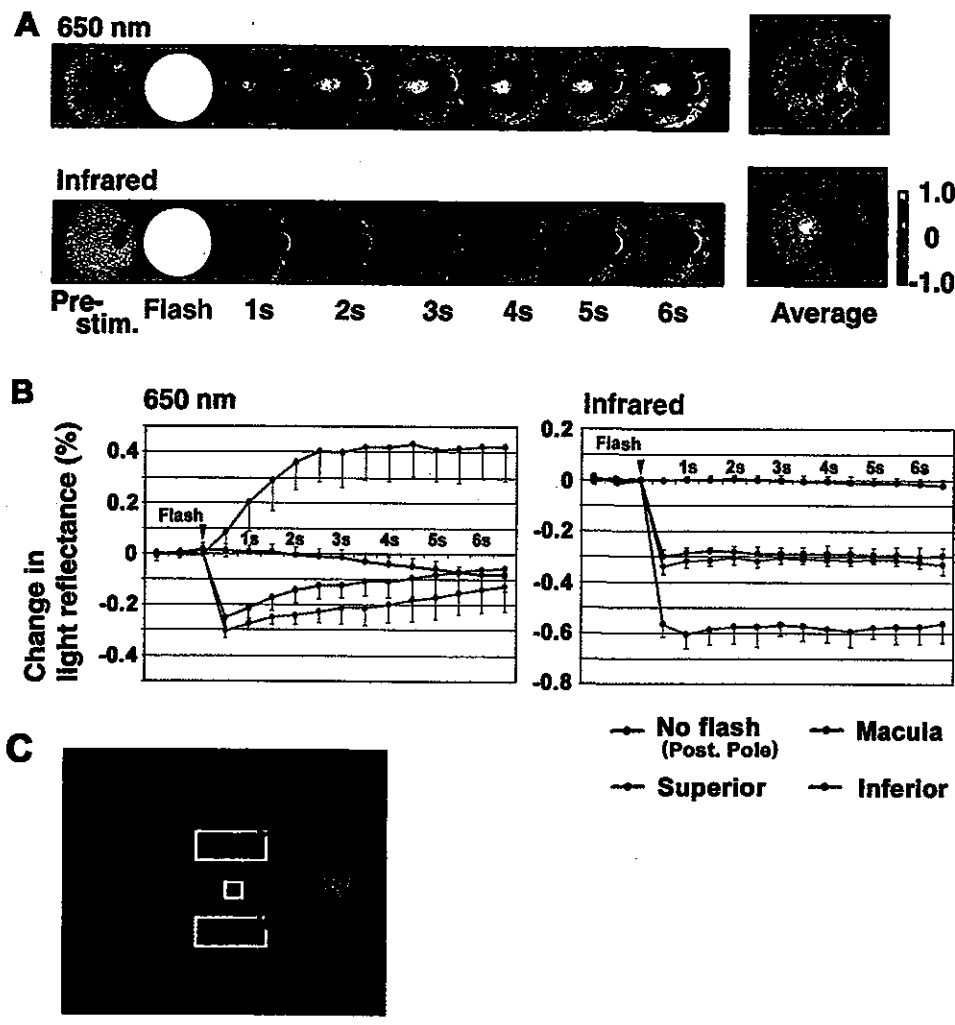 A
650 nm
Infrared
1.0
0
-1.0
Pre-
stim.
Flash
1s
2s
3s
4s
5s
6s
Average
B
650 nm
Change in
light reflectance (%)
0.4
0.2
0
-0.2
-0.4
Flash
1s
2s
3s
4s
5s
6s
Infrared
0.2
0
-0.2
-0.4
-0.6
-0.8
Flash
1s
2s
3s
4s
5s
6s
No flash
(Post. Pole)
Macula
Superior
Inferior
C